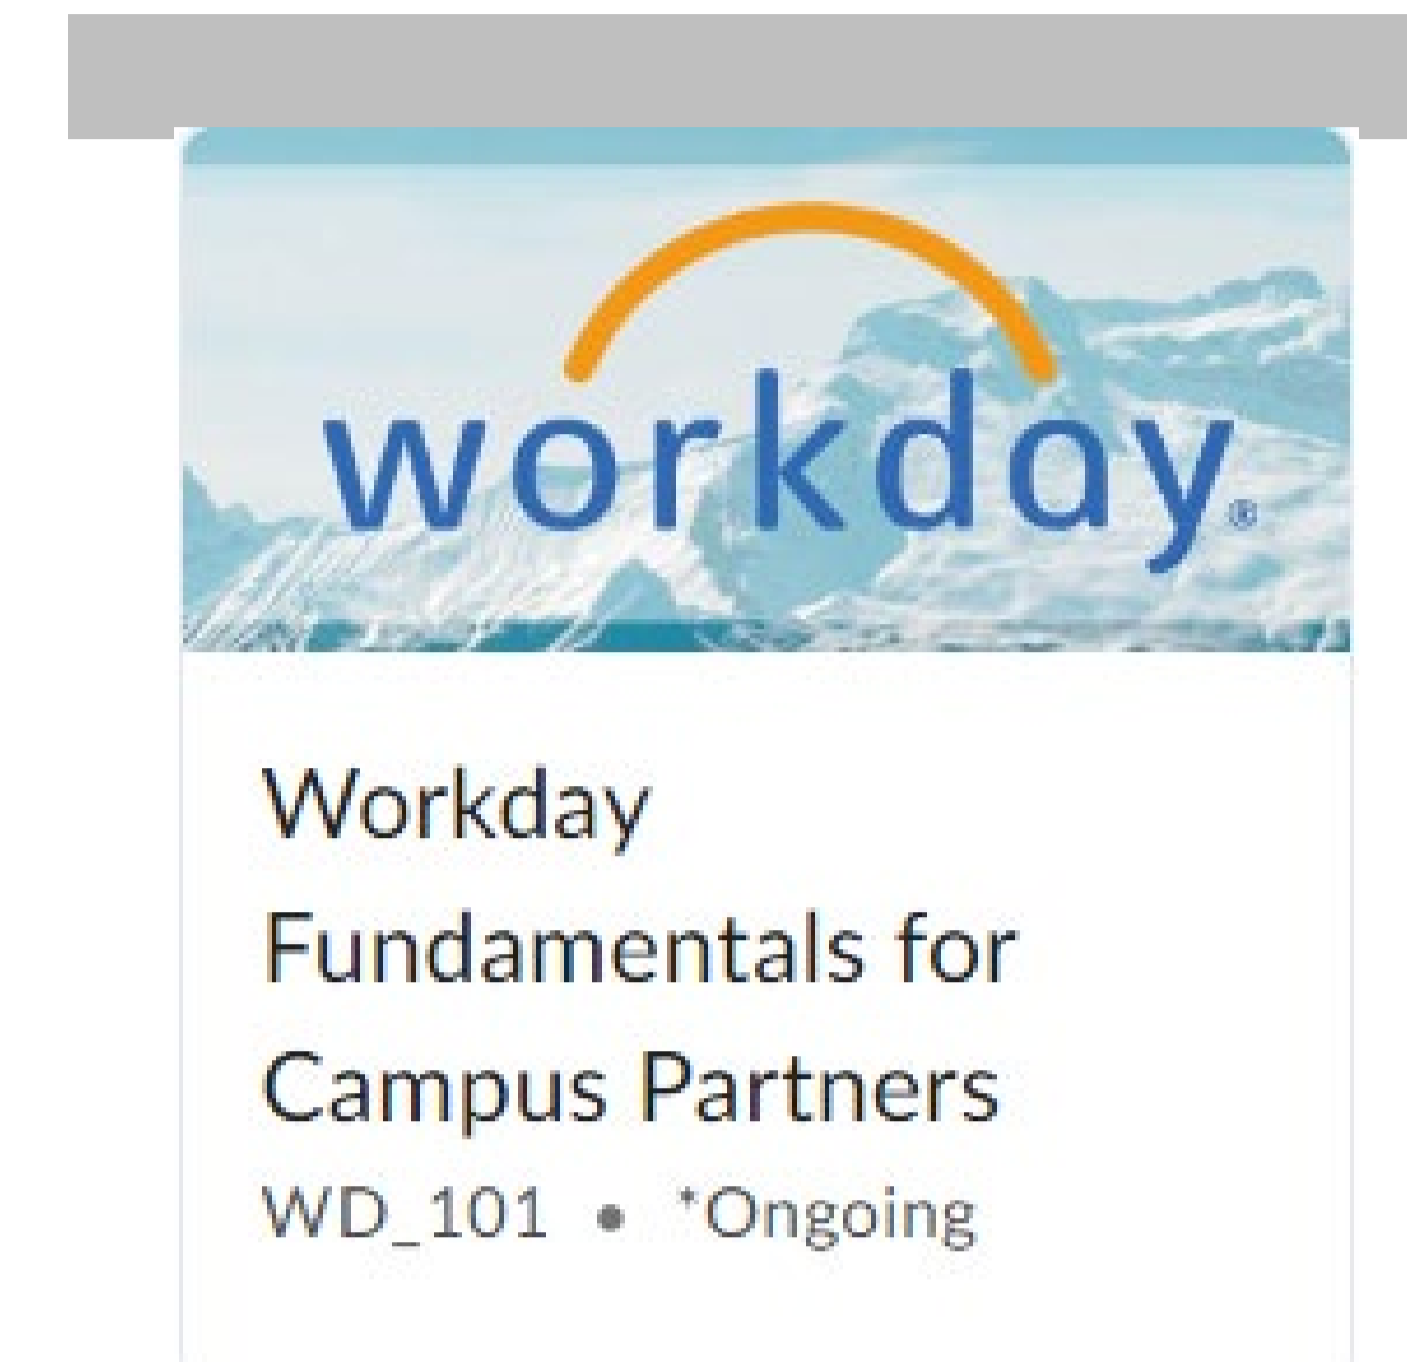 workday®
Workday
Fundamentals for
Campus Partners
WD_101 • *Ongoing